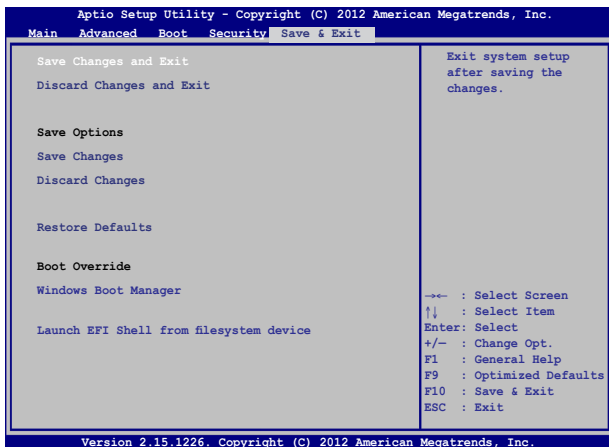 Aptio Setup Utility - Copyright (C) 2012 American Megatrends, Inc.
Main Advanced Boot Security Save & Exit
Save Changes and Exit
Discard Changes and Exit
Save Options
Save Changes
Discard Changes
Restore Defaults
Boot Override
Windows Boot Manager
Launch EFI Shell from filesystem device
Exit system setup
after saving the
changes.
→← : Select Screen
↑↓ : Select Item
Enter: Select
+/— : Change Opt.
F1 : General Help
F9 : Optimized Defaults
F10 : Save & Exit
ESC : Exit
Version 2.15.1226. Copyright (C) 2012 American Megatrends, Inc.